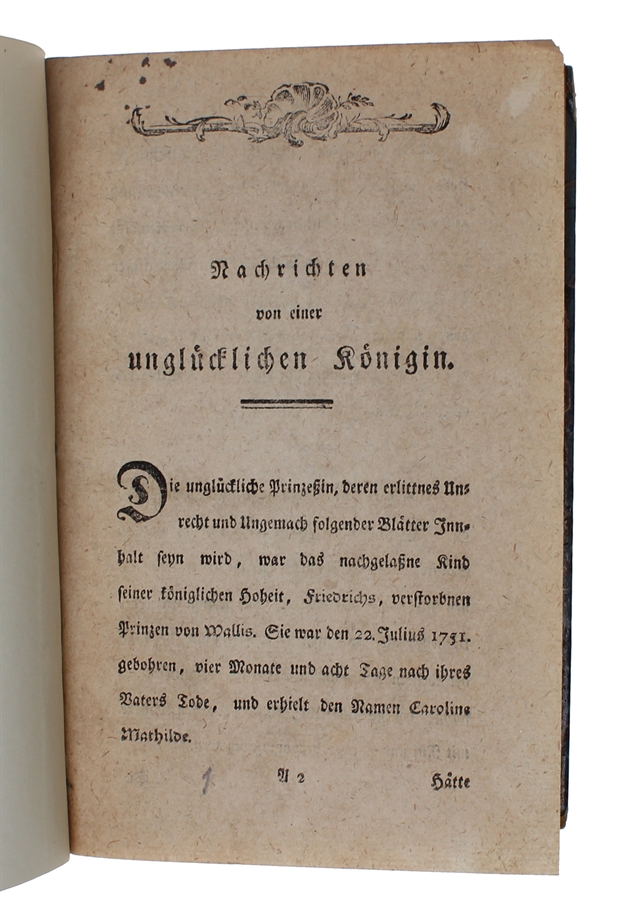 Nachrichten
von einer
unglücklichen Königin.
Die unglückliche Prinzeßin, deren erlittnes Un⸗
recht und Ungemach folgender Blätter Inn⸗
halt seyn wird, war das nachgelaßne Kind
seiner königlichen Hoheit, Friedrichs, verstorbnen
Prinzen von Wallis. Sie war den 22. Julius 1751.
gebohren, vier Monate und acht Tage nach ihres
Vaters Tode, und erhielt den Namen Caroline
Mathilde.
A 2
Hätte